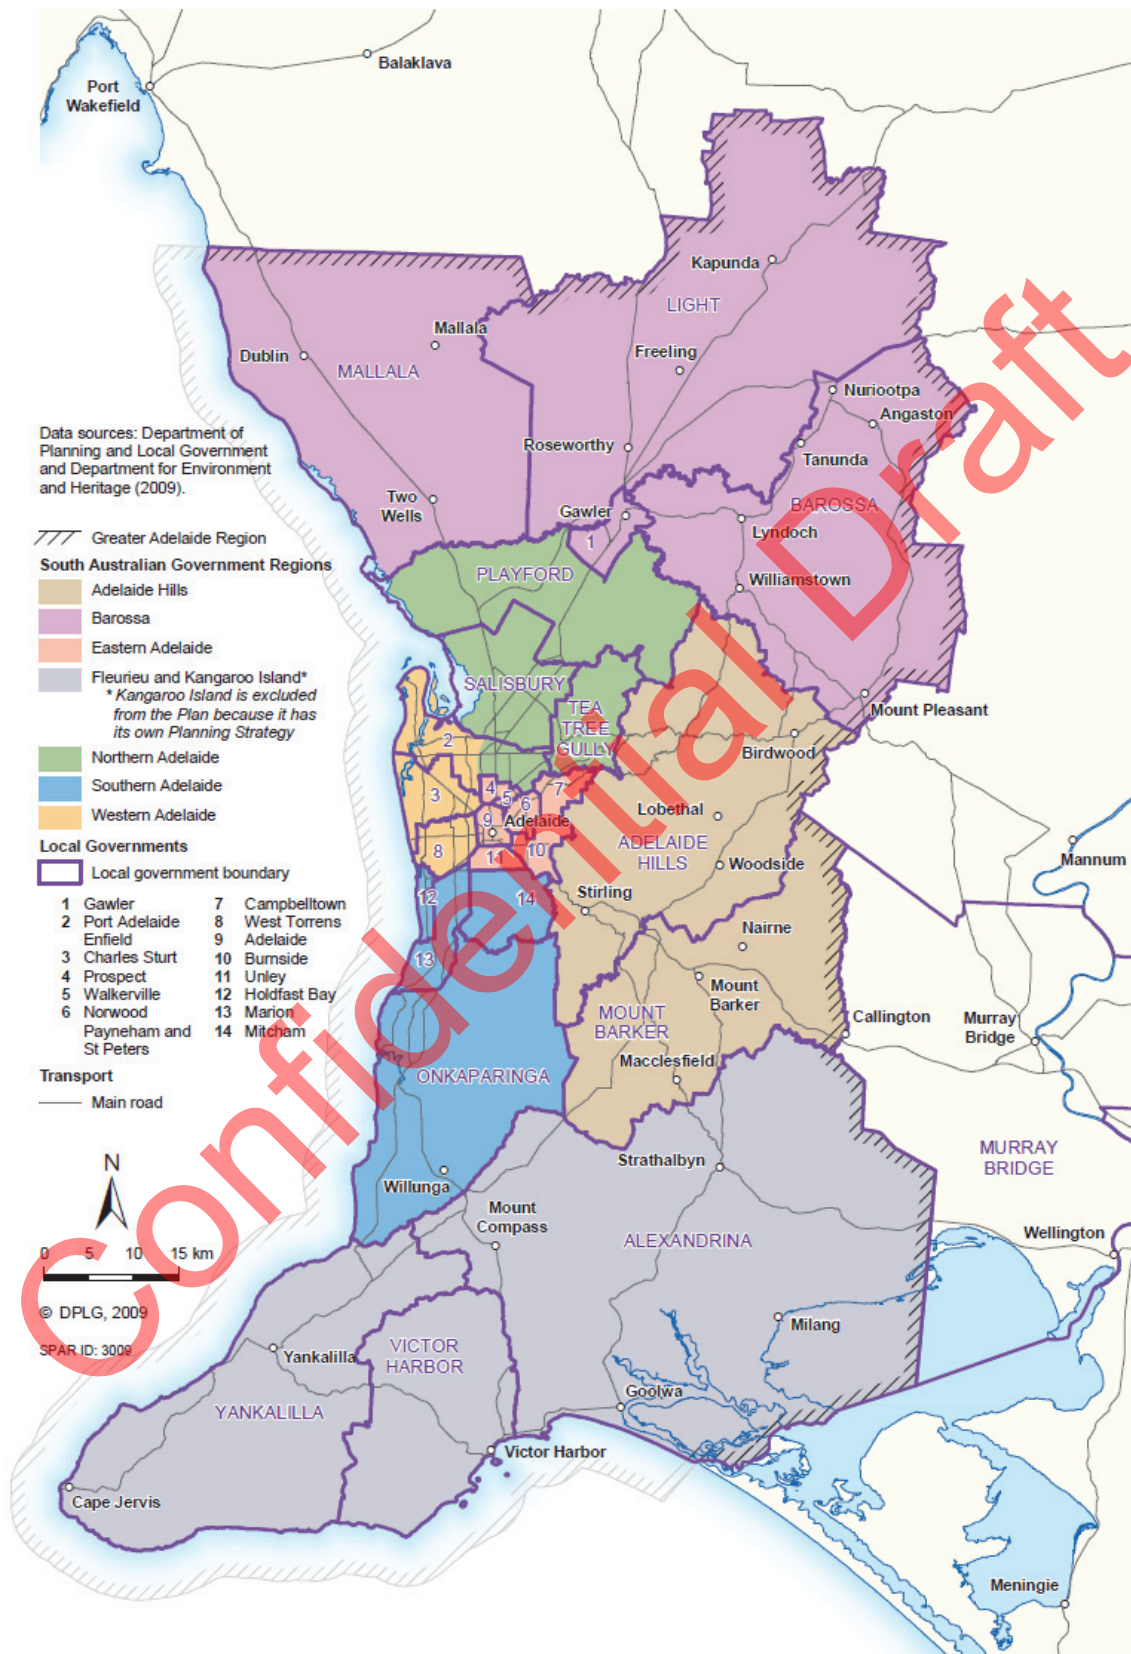 Balaklava
Port
Wakefield
Kapunda
LIGHT
Mallala
Dublin
MALLALA
Freeling
Nuriootpa
Angaston
Roseworthy
Tanunda
BAROSSA
Two
Wells
Gawler
Lyndoch
1
PLAYFORD
Williamstown
SALISBURY
TEA
TREE
GULLY
Mount Pleasant
Birdwood
2
3
4
5
6
7
8
9
Adelaide
10
11
12
13
14
Lobethal
ADELAIDE
HILLS
Woodside
Mannum
Stirling
Nairne
Mount
Barker
MOUNT
BARKER
Callington
Murray
Bridge
Macclesfield
ONKAPARINGA
MURRAY
BRIDGE
Strathalbyn
Willunga
Mount
Compass
ALEXANDRINA
Wellington
Milang
Yankalilla
VICTOR
HARBOR
Goolwa
YANKALILLA
Victor Harbor
Cape Jervis
Meningie
Data sources: Department of
Planning and Local Government
and Department for Environment
and Heritage (2009).
Greater Adelaide Region
South Australian Government Regions
Adelaide Hills
Barossa
Eastern Adelaide
Fleurieu and Kangaroo Island*
* Kangaroo Island is excluded
from the Plan because it has
its own Planning Strategy
Northern Adelaide
Southern Adelaide
Western Adelaide
Local Governments
Local government boundary
1 Gawler
2 Port Adelaide
Enfield
3 Charles Sturt
4 Prospect
5 Walkerville
6 Norwood
Payneham and
St Peters
7 Campbelltown
8 West Torrens
9 Adelaide
10 Burnside
11 Unley
12 Holdfast Bay
13 Marion
14 Mitcham
Transport
Main road
N
0 5 10 15 km
© DPLG, 2009
SPAR ID: 3009
Confidential Draft